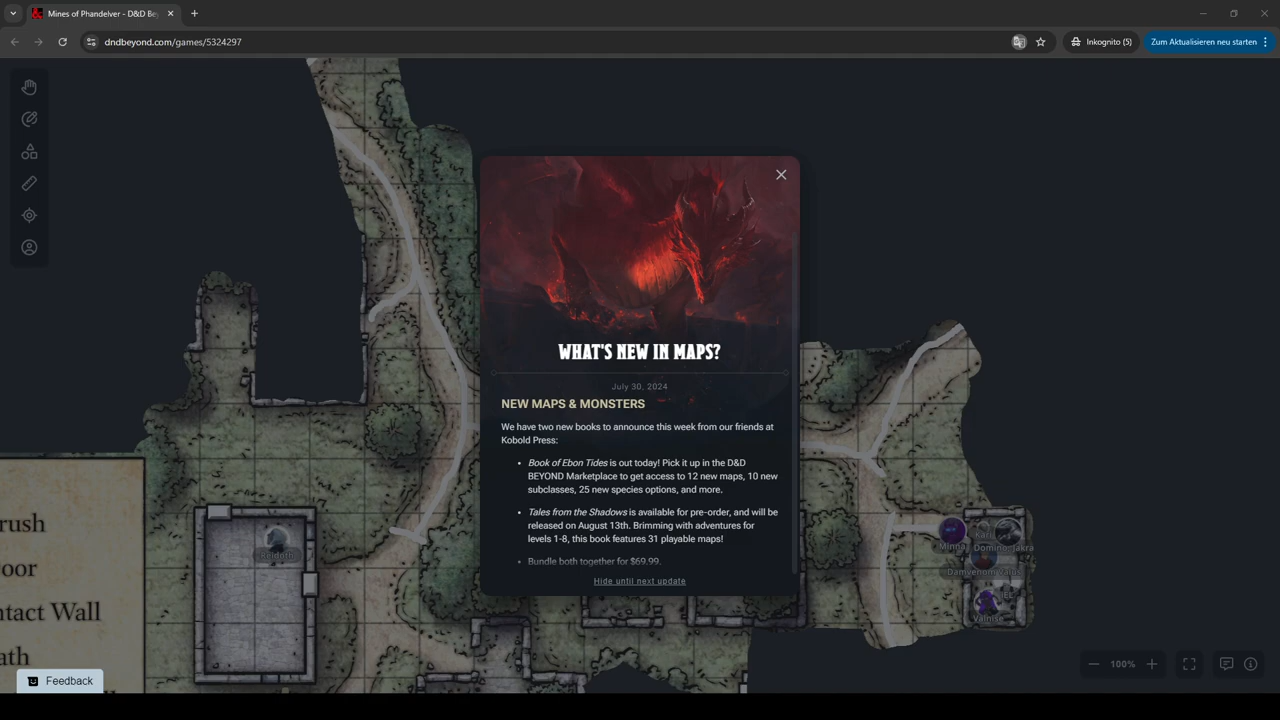 Mines of Phandelver - D&D Be
dndbeyond.com/games/5324297
Inkognito (5)
Zum Aktualisieren neu starten
WHAT'S NEW IN MAPS?
July 30, 2024
NEW MAPS & MONSTERS
We have two new books to announce this week from our friends at
Kobold Press:
• Book of Ebon Tides is out today! Pick it up in the D&D
BEYOND Marketplace to get access to 12 new maps, 10 new
subclasses, 25 new species options, and more.
• Tales from the Shadows is available for pre-order, and will be
released on August 13th. Brimming with adventures for
levels 1-8, this book features 31 playable maps!
• Bundle both together for $69.99.
Hide until next update
rush
oor
ntact Wall
ath
Reidoth
Kari
Minna
Domino
Jakra
Damvenom
Valus
Valnise
100%
Feedback